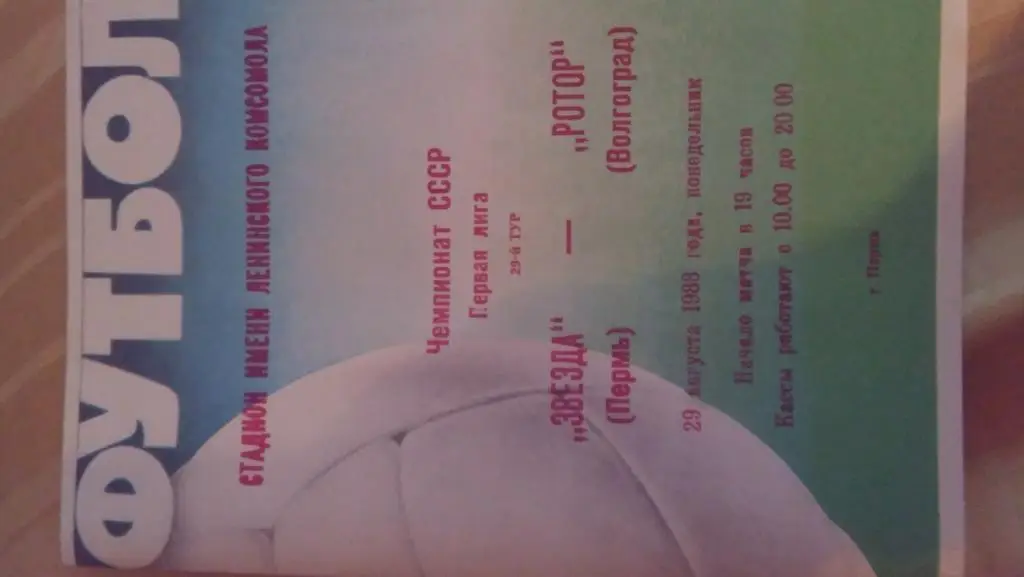 ФУТБОЛ
СТАДИОН ИМЕНИ ЛЕНИНСКОГО КОМСОМОЛА
Чемпионат СССР
Первая лига
29-й ТУР
„ЗВЕЗДА“ — „РОТОР“
(Пермь) (Волгоград)
29 августа 1988 года, понедельник
Начало матча в 19 часов
Кассы работают с 10.00 до 20 00
г Пермь